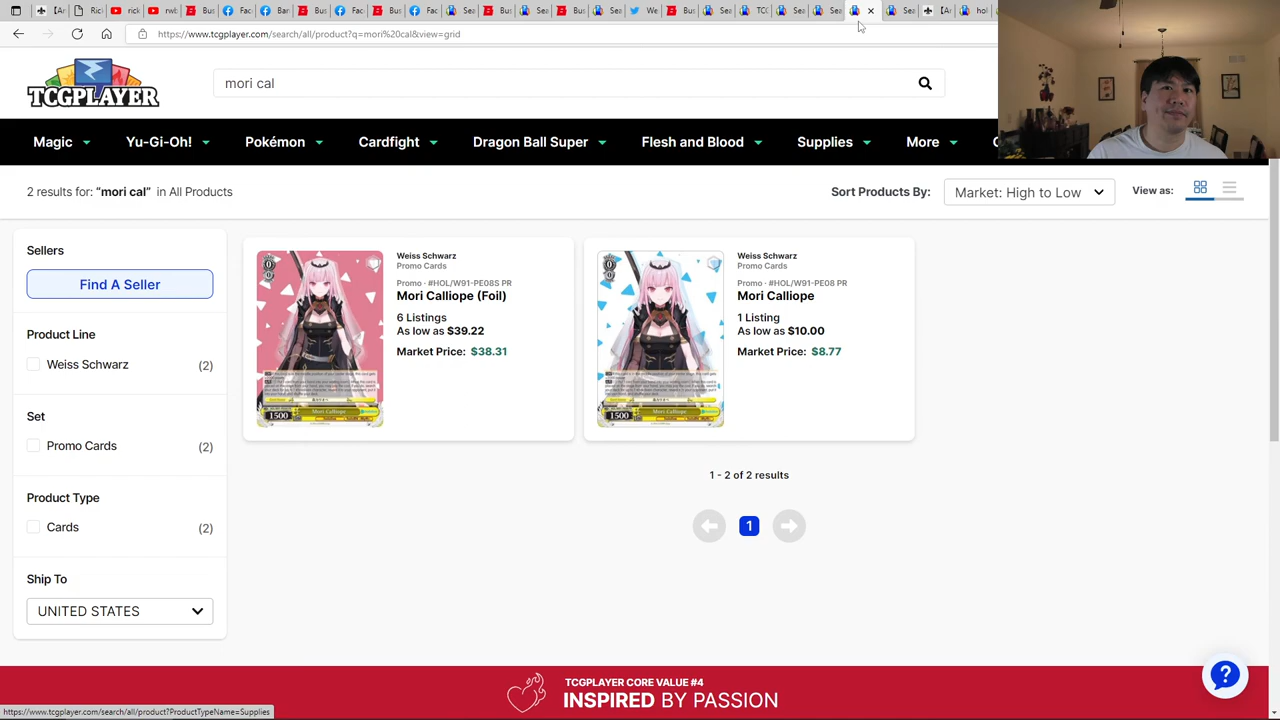 https://www.tcgplayer.com/search/all/product?q=mori%20cal&view=grid
TCGPLAYER
mori cal
Magic
Yu-Gi-Oh!
Pokémon
Cardfight
Dragon Ball Super
Flesh and Blood
Supplies
More
2 results for: "mori cal" in All Products
Sort Products By:
Market: High to Low
View as:
Sellers
Find A Seller
Product Line
Weiss Schwarz (2)
Set
Promo Cards (2)
Product Type
Cards (2)
Ship To
UNITED STATES
Weiss Schwarz
Promo Cards
Promo · #HOL/W91-PE08S PR
Mori Calliope (Foil)
6 Listings
As low as $39.22
Market Price: $38.31
1500
Mori Calliope
Weiss Schwarz
Promo Cards
Promo · #HOL/W91-PE08 PR
Mori Calliope
1 Listing
As low as $10.00
Market Price: $8.77
1500
Mori Calliope
1 - 2 of 2 results
1
TCGPLAYER CORE VALUE #4
INSPIRED BY PASSION
?
https://www.tcgplayer.com/search/all/product?ProductTypeName=Supplies